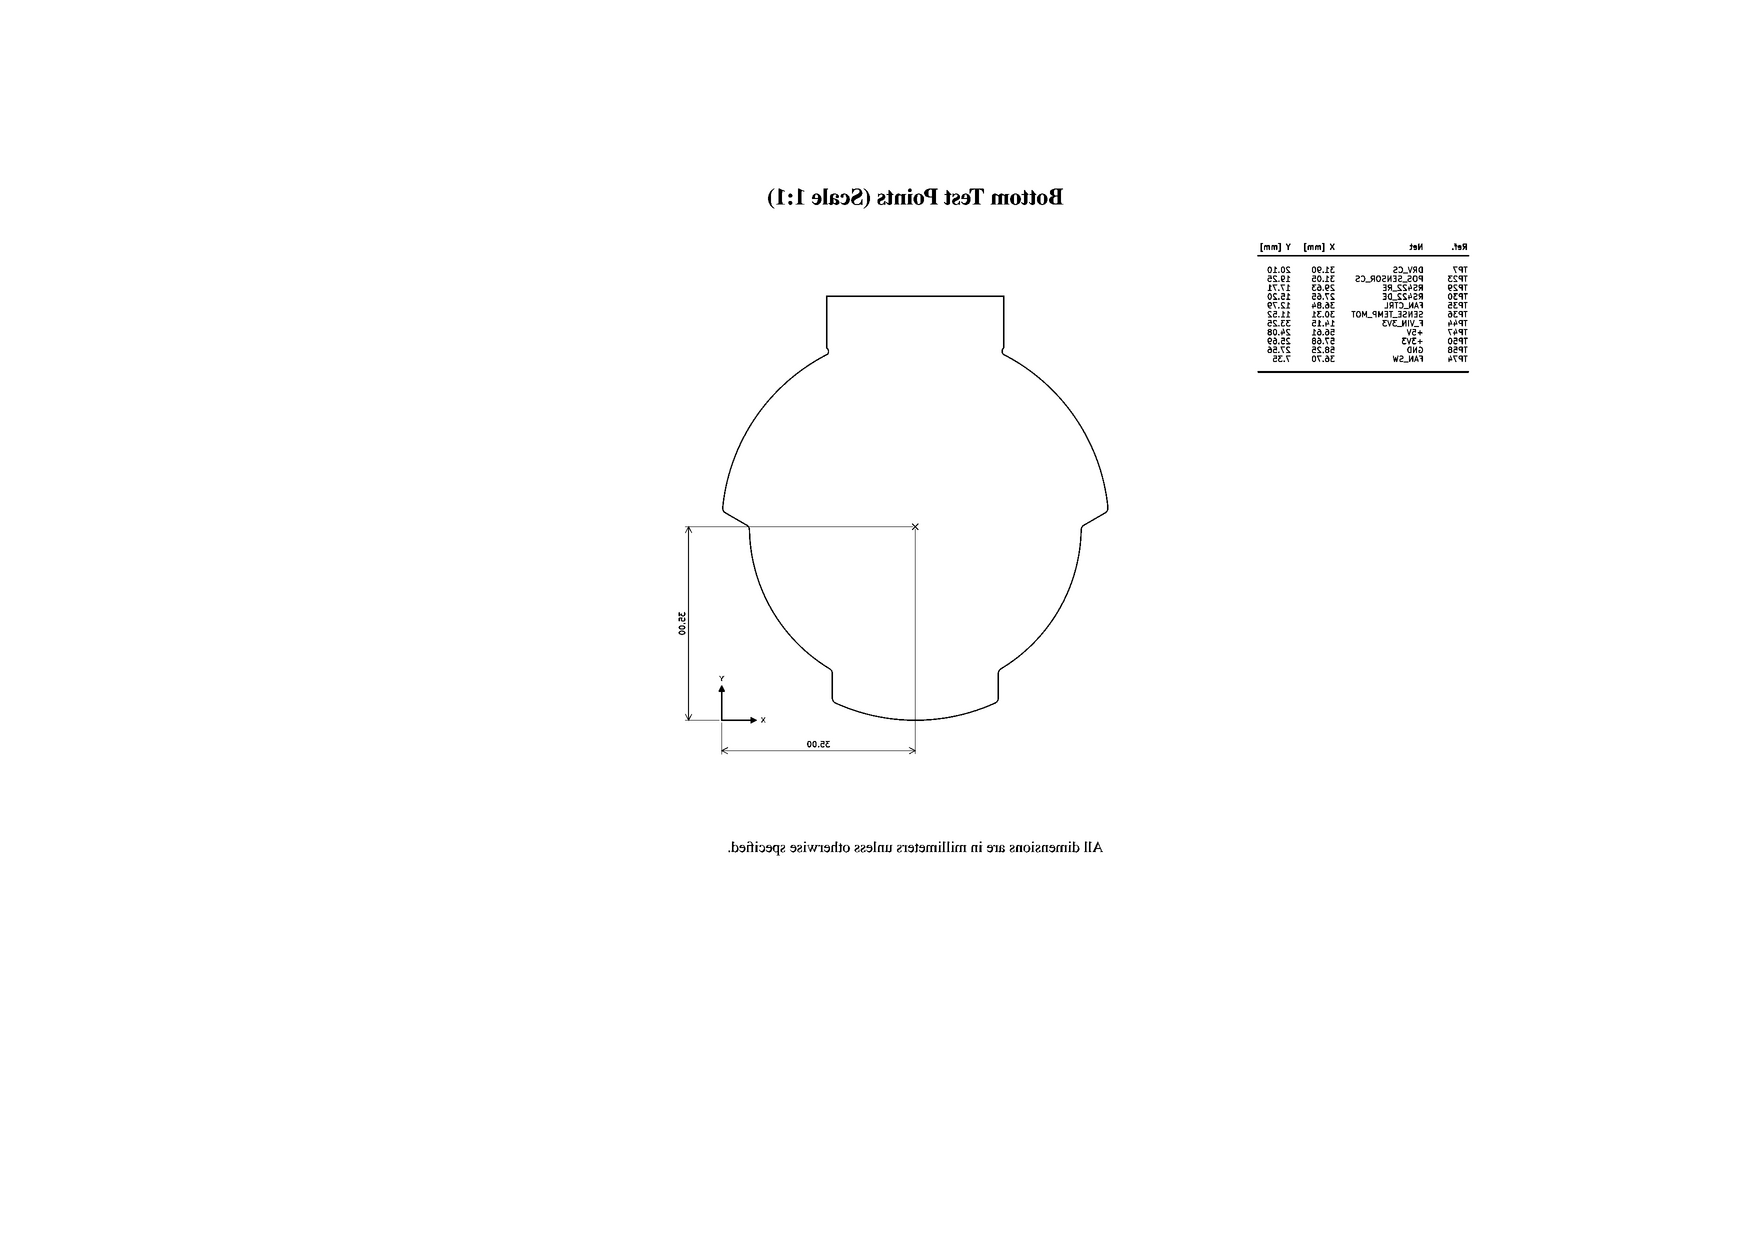 Bottom Test Points (Scale 1:1)
Ref. Net X [mm] Y [mm]
TP7 DRV_CS 31.90 20.10
TP23 POS_SENSOR_CS 31.05 19.25
TP29 RS422_RE 29.63 17.71
TP30 RS422_DE 27.65 15.20
TP35 FAN_CTRL 36.84 12.79
TP36 SENSE_TEMP_MOT 30.31 11.52
TP44 F_VIN_3V3 14.15 33.25
TP47 +5V 56.61 24.08
TP50 +3V3 57.68 25.69
TP58 GND 58.25 27.56
TP74 FAN_SW 36.70 7.35
35.00
Y
X
35.00
All dimensions are in millimeters unless otherwise specified.